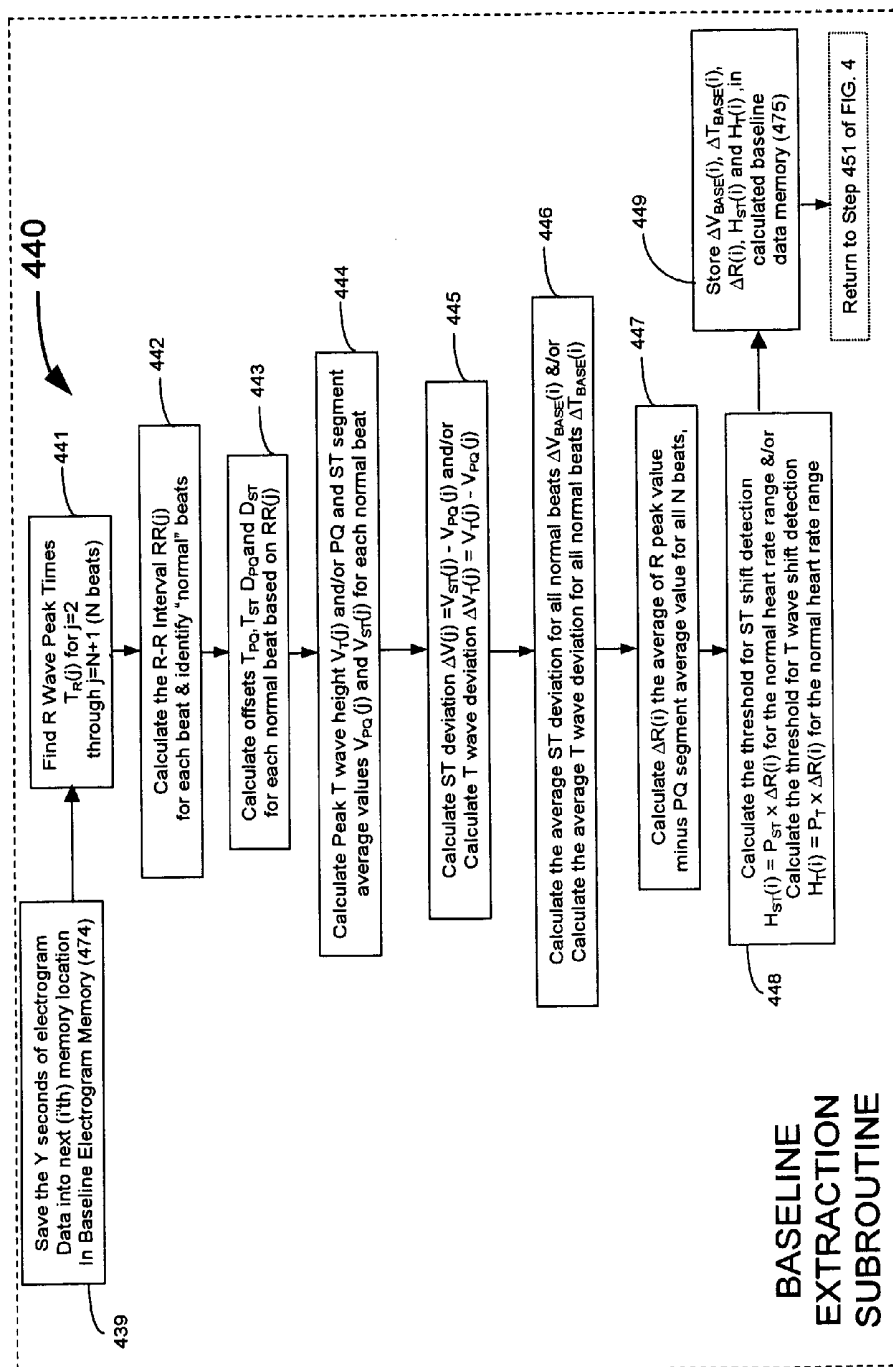 440
Save the Y seconds of electrogram
Data into next (i'th) memory location
In Baseline Electrogram Memory (474)
439
Find R Wave Peak Times
T_R(j) for j=2
through j=N+1 (N beats)
441
Calculate the R-R Interval RR(j)
for each beat & identify "normal" beats
442
Calculate offsets T_PQ, T_ST D_PQ and D_ST
for each normal beat based on RR(j)
443
Calculate Peak T wave height V_T(j) and/or PQ and ST segment
average values V_PQ (j) and V_ST(j) for each normal beat
444
Calculate ST deviation ΔV(j) =V_ST(j) - V_PQ(j) and/or
Calculate T wave deviation ΔV_T(j) = V_T(j) - V_PQ(j)
445
Calculate the average ST deviation for all normal beats ΔV_BASE(i) &/or
Calculate the average T wave deviation for all normal beats ΔT_BASE(i)
446
Calculate ΔR(i) the average of R peak value
minus PQ segment average value for all N beats,
447
Calculate the threshold for ST shift detection
H_ST(i) = P_ST x ΔR(i) for the normal heart rate range &/or
Calculate the threshold for T wave shift detection
H_T(i) = P_T x ΔR(i) for the normal heart rate range
448
Store ΔV_BASE(i), ΔT_BASE(i),
ΔR(i), H_ST(i) and H_T(i) ,in
calculated baseline
data memory (475)
449
Return to Step 451 of FIG. 4
BASELINE
EXTRACTION
SUBROUTINE